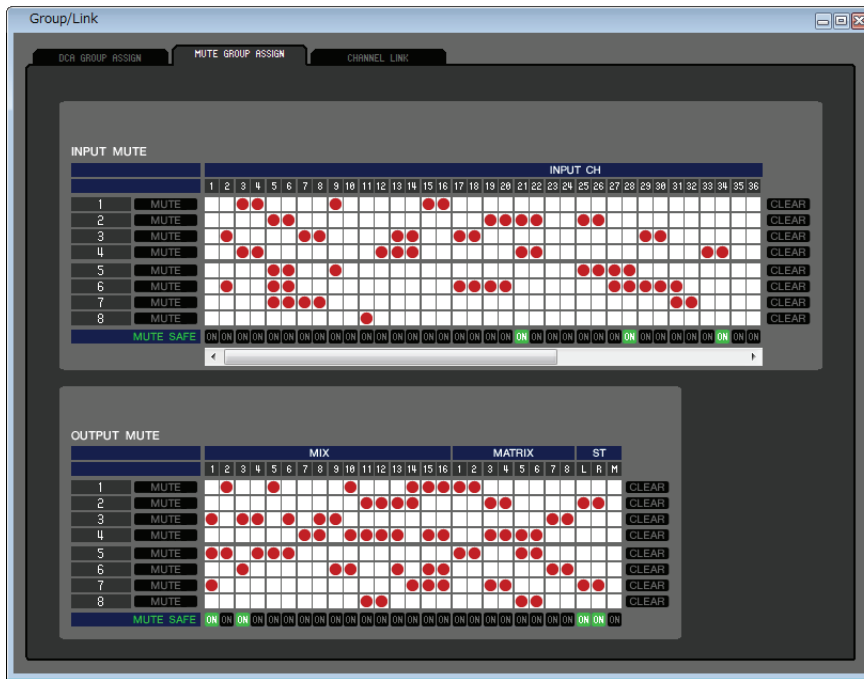 Group/Link
DCA GROUP ASSIGN MUTE GROUP ASSIGN CHANNEL LINK
INPUT MUTE
INPUT CH
1 2 3 4 5 6 7 8 9 10 11 12 13 14 15 16 17 18 19 20 21 22 23 24 25 26 27 28 29 30 31 32 33 34 35 36
1 MUTE CLEAR
2 MUTE CLEAR
3 MUTE CLEAR
4 MUTE CLEAR
5 MUTE CLEAR
6 MUTE CLEAR
7 MUTE CLEAR
8 MUTE CLEAR
MUTE SAFE ON ON ON ON ON ON ON ON ON ON ON ON ON ON ON ON ON ON ON ON ON ON ON ON ON ON ON ON ON ON ON ON ON ON ON ON
OUTPUT MUTE
MIX MATRIX ST
1 2 3 4 5 6 7 8 9 10 11 12 13 14 15 16 1 2 3 4 5 6 7 8 L R M
1 MUTE CLEAR
2 MUTE CLEAR
3 MUTE CLEAR
4 MUTE CLEAR
5 MUTE CLEAR
6 MUTE CLEAR
7 MUTE CLEAR
8 MUTE CLEAR
MUTE SAFE ON ON ON ON ON ON ON ON ON ON ON ON ON ON ON ON ON ON ON ON ON ON ON ON ON ON ON